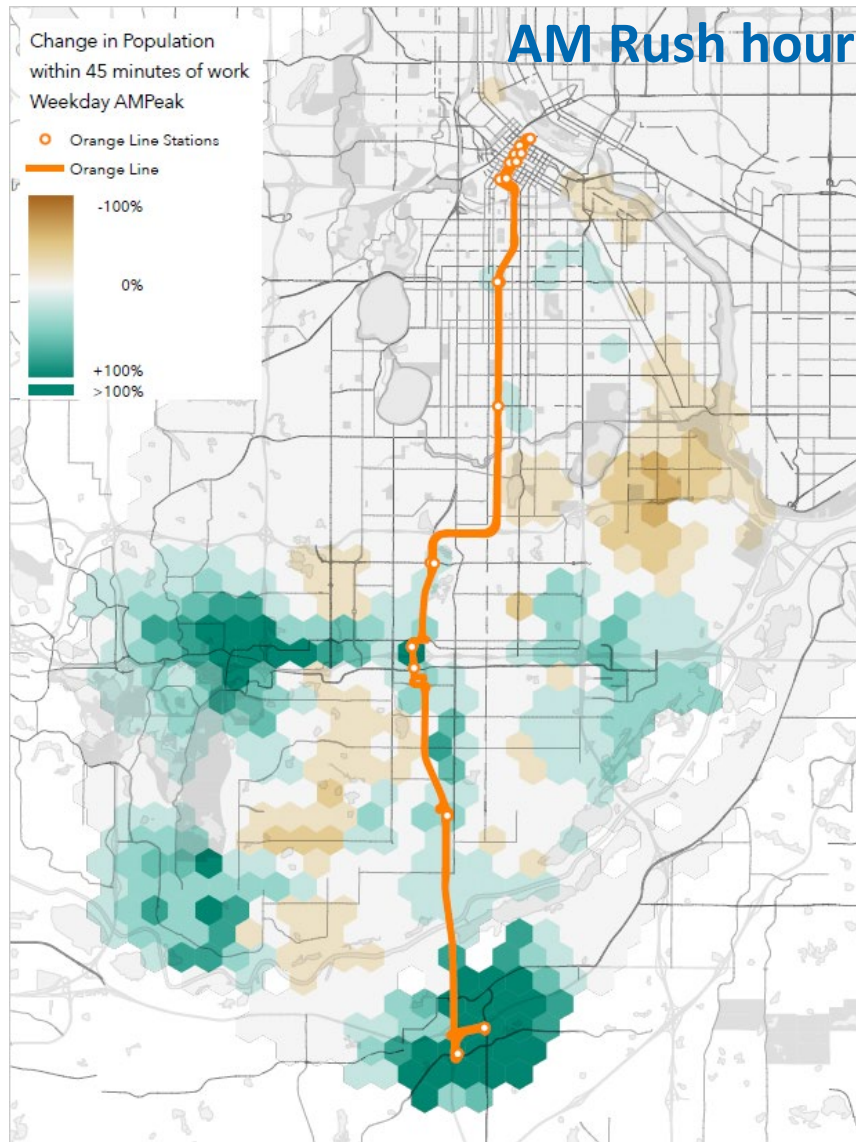 AM Rush hour
Change in Population
within 45 minutes of work
Weekday AMPeak
Orange Line Stations
Orange Line
-100%
0%
+100%
>100%